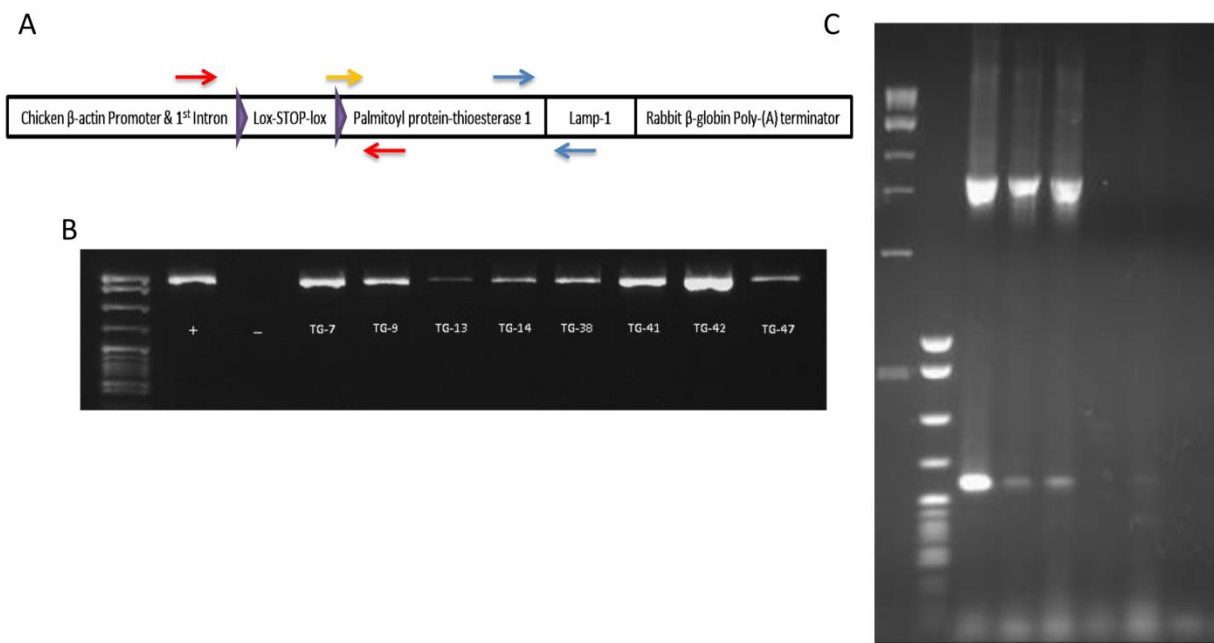 A
C
Chicken β-actin Promoter & 1st Intron
Lox-STOP-lox
Palmitoyl protein-thioesterase 1
Lamp-1
Rabbit β-globin Poly-(A) terminator
B
+
–
TG-7
TG-9
TG-13
TG-14
TG-38
TG-41
TG-42
TG-47